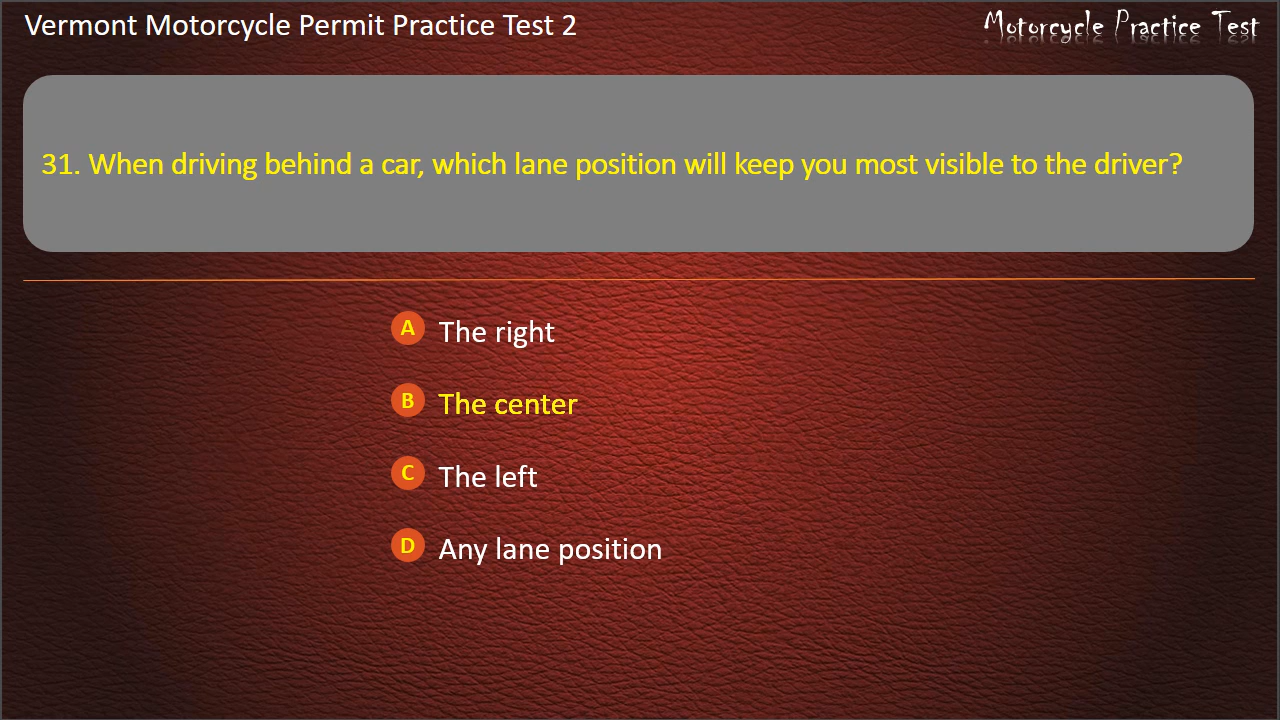 Vermont Motorcycle Permit Practice Test 2
Motorcycle Practice Test
31. When driving behind a car, which lane position will keep you most visible to the driver?
A The right
B The center
C The left
D Any lane position